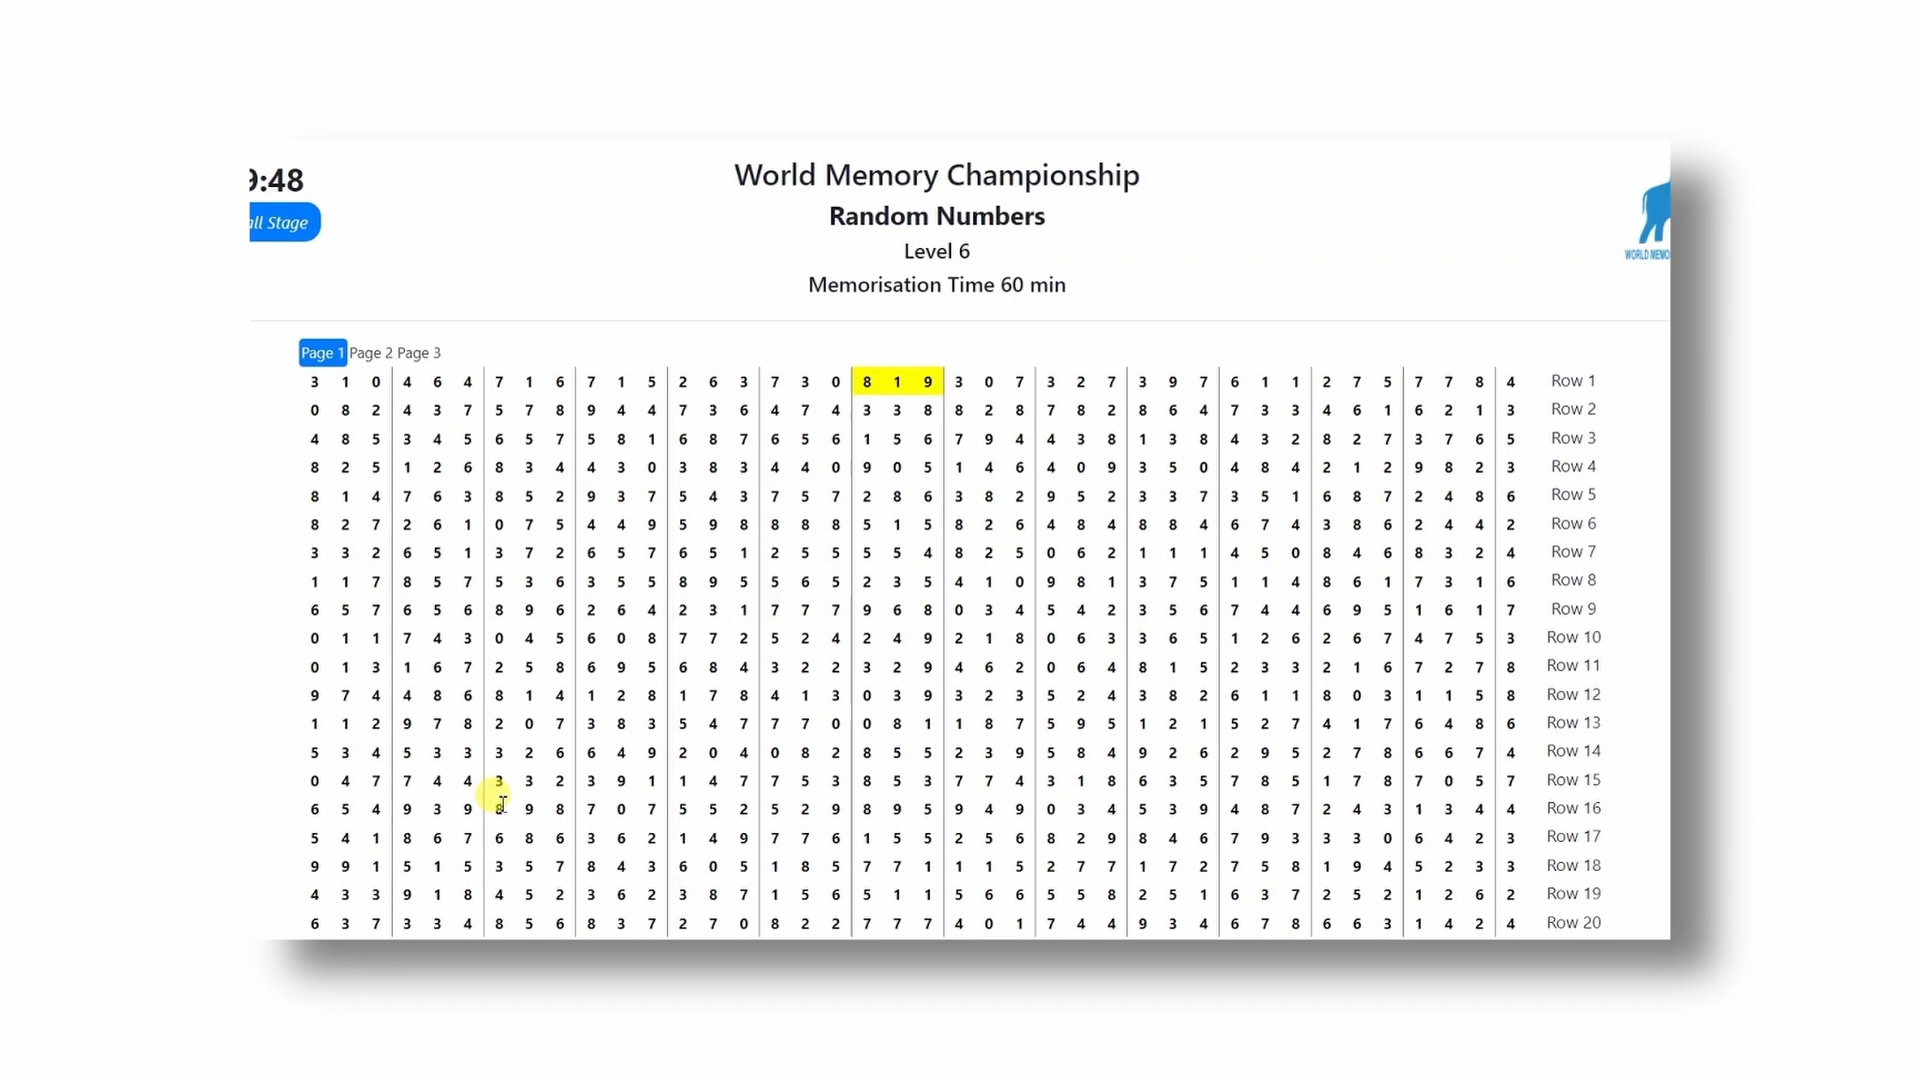 9:48
World Memory Championship
all Stage
Random Numbers
Level 6
WORLD MEMO
Memorisation Time 60 min
Page 1 Page 2 Page 3
3 1 0 4 6 4 7 1 6 7 1 5 2 6 3 7 3 0 8 1 9 3 0 7 3 2 7 3 9 7 6 1 1 2 7 5 7 7 8 4 Row 1
0 8 2 4 3 7 5 7 8 9 4 4 7 3 6 4 7 4 3 3 8 8 2 8 7 8 2 8 6 4 7 3 3 4 6 1 6 2 1 3 Row 2
4 8 5 3 4 5 6 5 7 5 8 1 6 8 7 6 5 6 1 5 6 7 9 4 4 3 8 1 3 8 4 3 2 8 2 7 3 7 6 5 Row 3
8 2 5 1 2 6 8 3 4 4 3 0 3 8 3 4 4 0 9 0 5 1 4 6 4 0 9 3 5 0 4 8 4 2 1 2 9 8 2 3 Row 4
8 1 4 7 6 3 8 5 2 9 3 7 5 4 3 7 5 7 2 8 6 3 8 2 9 5 2 3 3 7 3 5 1 6 8 7 2 4 8 6 Row 5
8 2 7 2 6 1 0 7 5 4 4 9 5 9 8 8 8 8 5 1 5 8 2 6 4 8 4 8 8 4 6 7 4 3 8 6 2 4 4 2 Row 6
3 3 2 6 5 1 3 7 2 6 5 7 6 5 1 2 5 5 5 5 4 8 2 5 0 6 2 1 1 1 4 5 0 8 4 6 8 3 2 4 Row 7
1 1 7 8 5 7 5 3 6 3 5 5 8 9 5 5 6 5 2 3 5 4 1 0 9 8 1 3 7 5 1 1 4 8 6 1 7 3 1 6 Row 8
6 5 7 6 5 6 8 9 6 2 6 4 2 3 1 7 7 7 9 6 8 0 3 4 5 4 2 3 5 6 7 4 4 6 9 5 1 6 1 7 Row 9
0 1 1 7 4 3 0 4 5 6 0 8 7 7 2 5 2 4 2 4 9 2 1 8 0 6 3 3 6 5 1 2 6 2 6 7 4 7 5 3 Row 10
0 1 3 1 6 7 2 5 8 6 9 5 6 8 4 3 2 2 3 2 9 4 6 2 0 6 4 8 1 5 2 3 3 2 1 6 7 2 7 8 Row 11
9 7 4 4 8 6 8 1 4 1 2 8 1 7 8 4 1 3 0 3 9 3 2 3 5 2 4 3 8 2 6 1 1 8 0 3 1 1 5 8 Row 12
1 1 2 9 7 8 2 0 7 3 8 3 5 4 7 7 7 0 0 8 1 1 8 7 5 9 5 1 2 1 5 2 7 4 1 7 6 4 8 6 Row 13
5 3 4 5 3 3 3 2 6 6 4 9 2 0 4 0 8 2 8 5 5 2 3 9 5 8 4 9 2 6 2 9 5 2 7 8 6 6 7 4 Row 14
0 4 7 7 4 4 3 3 2 3 9 1 1 4 7 7 5 3 8 5 3 7 7 4 3 1 8 6 3 5 7 8 5 1 7 8 7 0 5 7 Row 15
6 5 4 9 3 9 8 9 8 7 0 7 5 5 2 5 2 9 8 9 5 9 4 9 0 3 4 5 3 9 4 8 7 2 4 3 1 3 4 4 Row 16
5 4 1 8 6 7 6 8 6 3 6 2 1 4 9 7 7 6 1 5 5 2 5 6 8 2 9 8 4 6 7 9 3 3 3 0 6 4 2 3 Row 17
9 9 1 5 1 5 3 5 7 8 4 3 6 0 5 1 8 5 7 7 1 1 1 5 2 7 7 1 7 2 7 5 8 1 9 4 5 2 3 3 Row 18
4 3 3 9 1 8 4 5 2 3 6 2 3 8 7 1 5 6 5 1 1 5 6 6 5 5 8 2 5 1 6 3 7 2 5 2 1 2 6 2 Row 19
6 3 7 3 3 4 8 5 6 8 3 7 2 7 0 8 2 2 7 7 7 4 0 1 7 4 4 9 3 4 6 7 8 6 6 3 1 4 2 4 Row 20